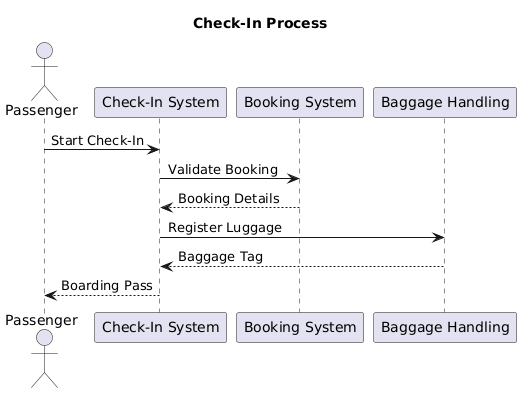 Check-In Process
Passenger
Check-In System
Booking System
Baggage Handling
Start Check-In
Validate Booking
Booking Details
Register Luggage
Baggage Tag
Boarding Pass
Passenger
Check-In System
Booking System
Baggage Handling